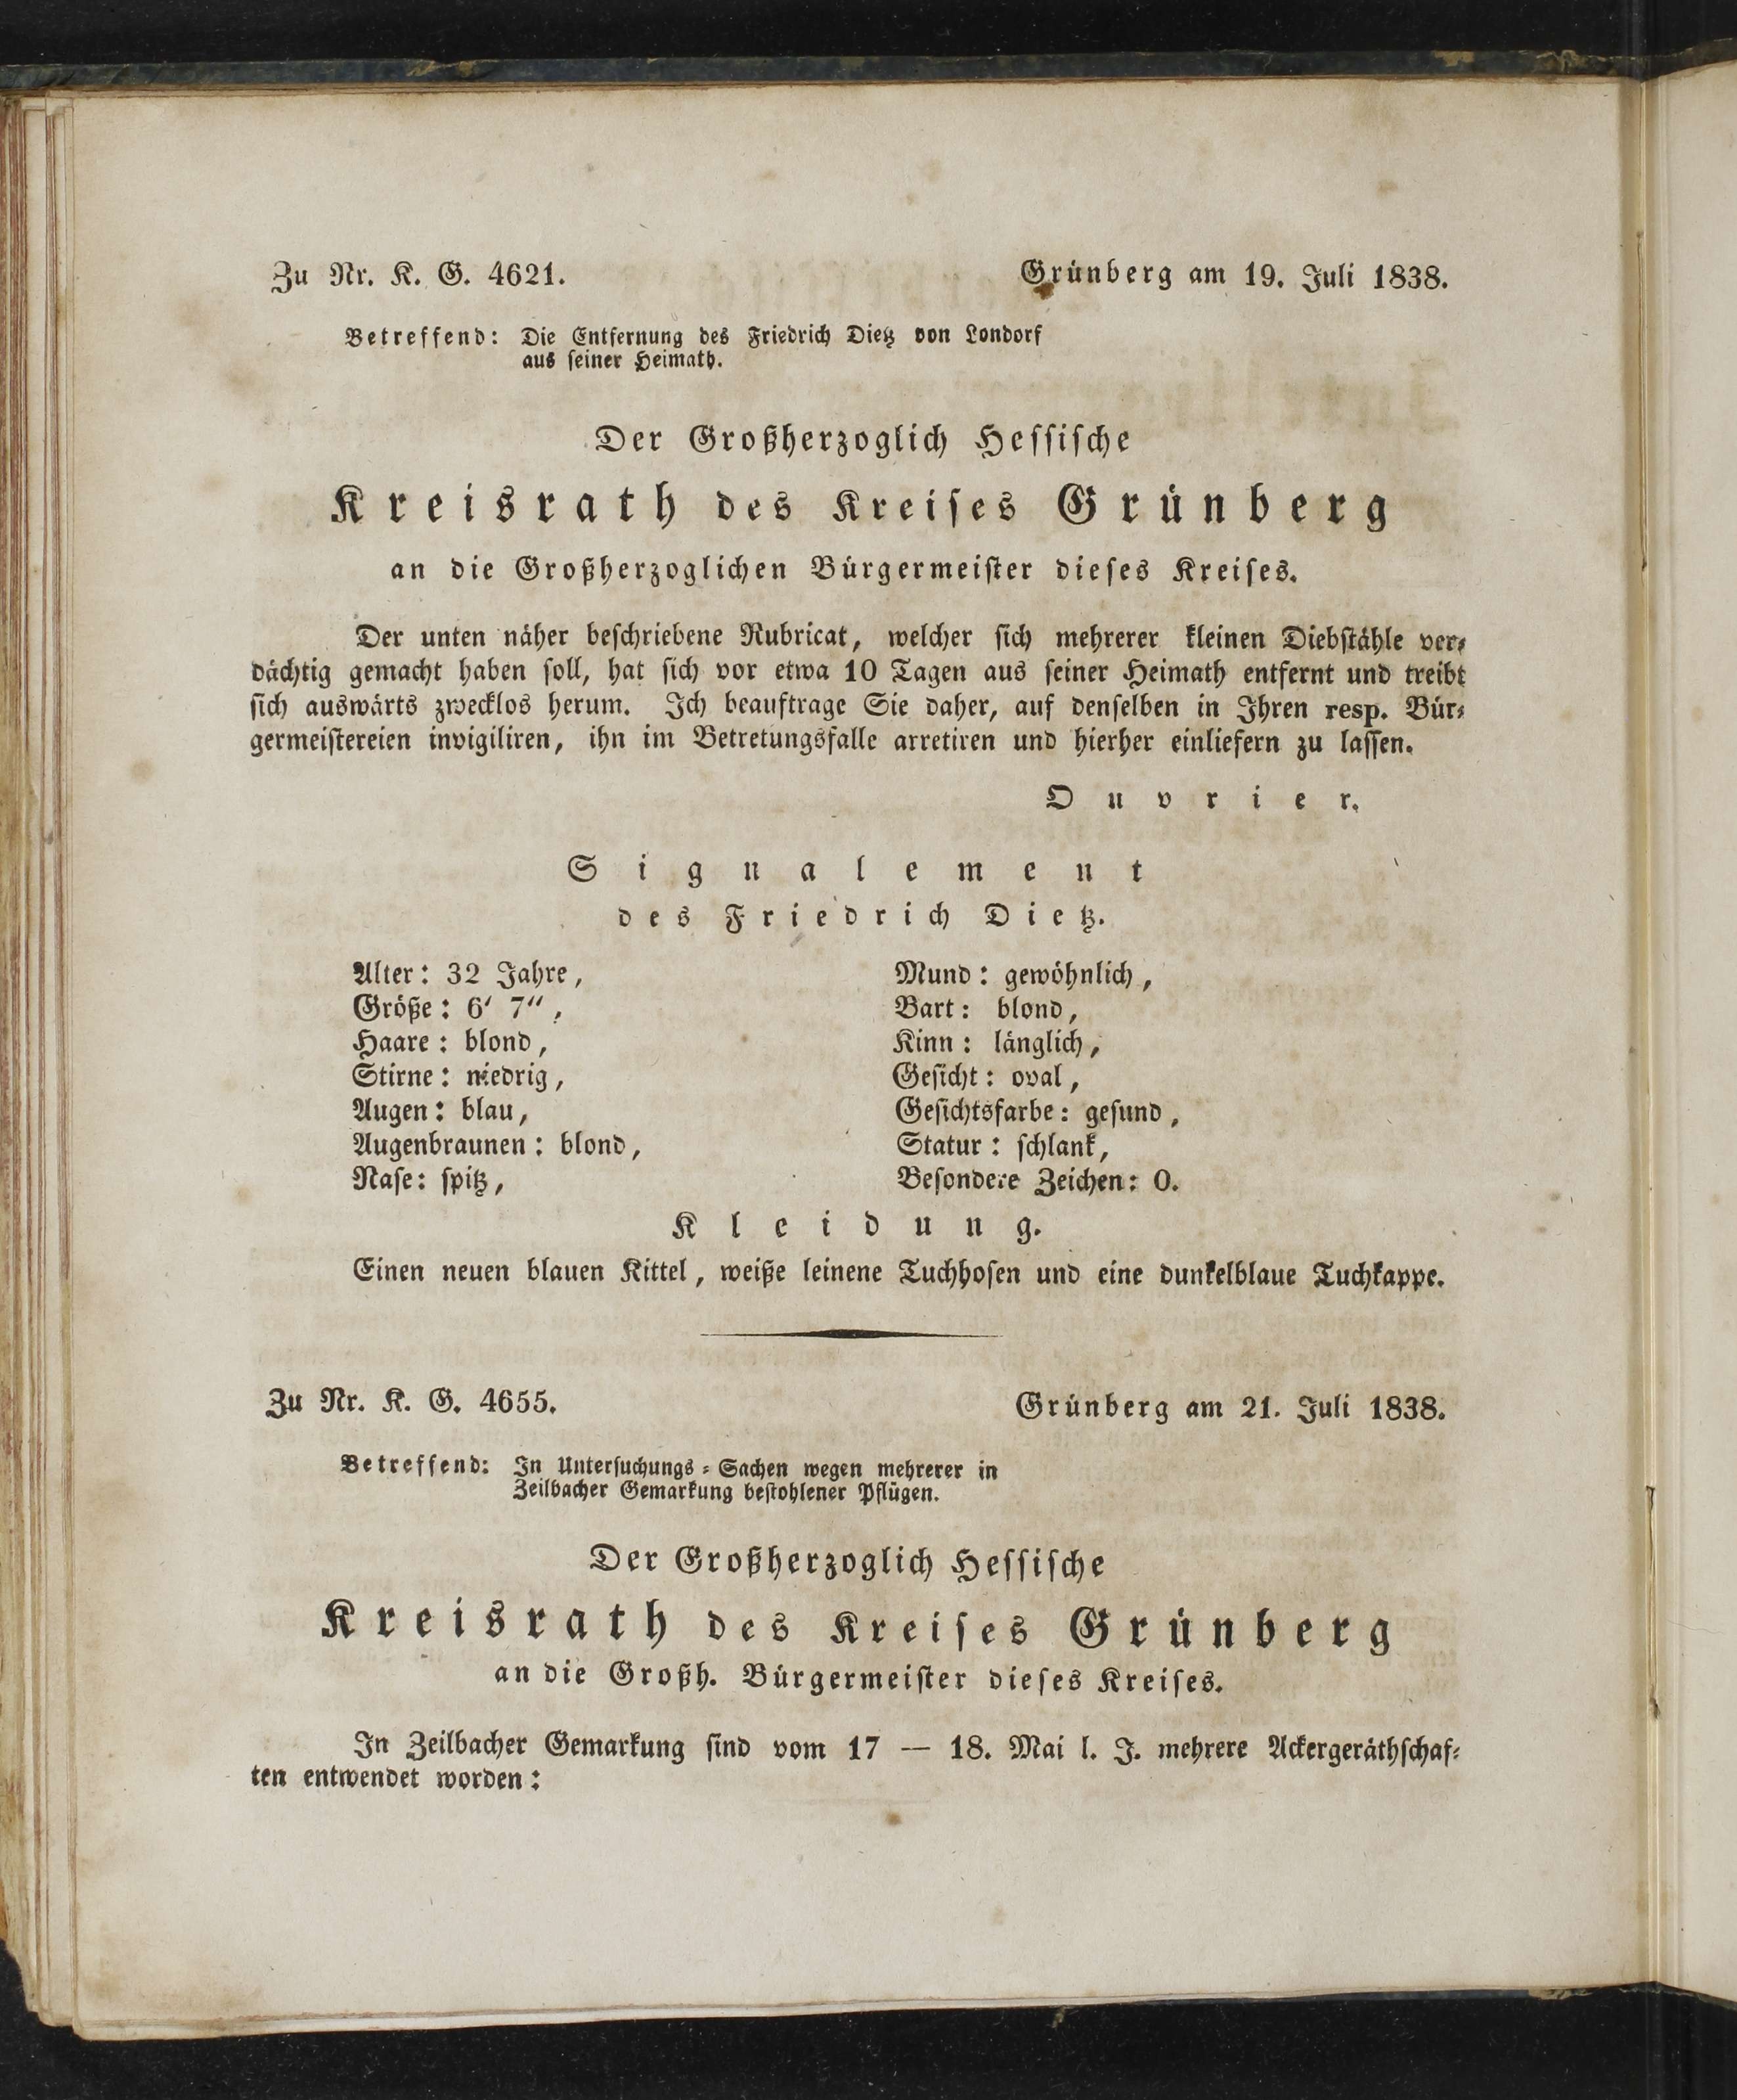 Zu Nr. K. G. 4621.
Grünberg am 19. Juli 1838.
Betreffend: Die Entfernung des Friedrich Dietz von Londorf
aus seiner Heimath.
Der Großherzoglich Hessische
Kreisrath des Kreises Grünberg
an die Großherzoglichen Bürgermeister dieses Kreises.
Der unten näher beschriebene Rubricat, welcher sich mehrerer kleinen Diebstähle ver-
dächtig gemacht haben soll, hat sich vor etwa 10 Tagen aus seiner Heimath entfernt und treibt
sich auswärts zwecklos herum. Ich beauftrage Sie daher, auf denselben in Ihren resp. Bür-
germeistereien invigiliren, ihn im Betretungsfalle arretiren und hierher einliefern zu lassen.
Ouvrier.
Signalement
des Friedrich Dietz.
Alter: 32 Jahre,
Größe: 6' 7",
Haare: blond,
Stirne: niedrig,
Augen: blau,
Augenbraunen: blond,
Nase: spitz,
Mund: gewöhnlich,
Bart: blond,
Kinn: länglich,
Gesicht: oval,
Gesichtsfarbe: gesund,
Statur: schlank,
Besondere Zeichen: 0.
Kleidung.
Einen neuen blauen Kittel, weiße leinene Tuchhosen und eine dunkelblaue Tuchkappe.
Zu Nr. K. G. 4655.
Grünberg am 21. Juli 1838.
Betreffend: In Untersuchungs-Sachen wegen mehrerer in
Zeilbacher Gemarkung bestohlener Pflügen.
Der Großherzoglich Hessische
Kreisrath des Kreises Grünberg
an die Großh. Bürgermeister dieses Kreises.
In Zeilbacher Gemarkung sind vom 17 — 18. Mai l. J. mehrere Ackergeräthschaf-
ten entwendet worden: